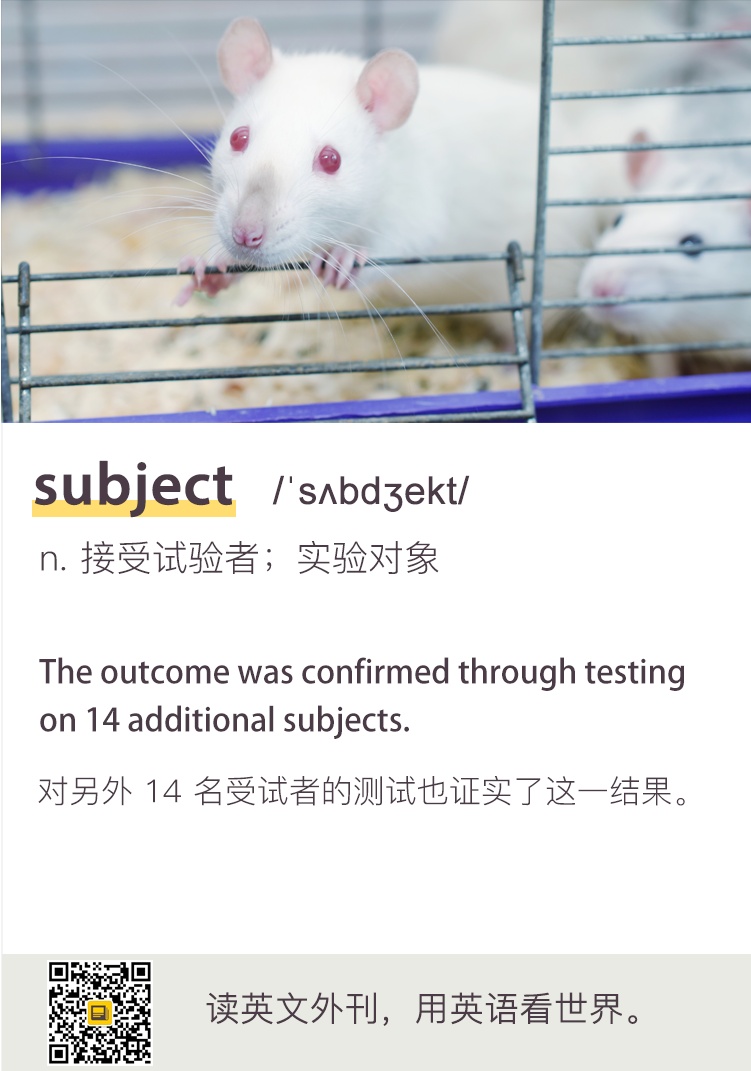 subject /ˈsʌbdʒekt/
n. 接受试验者；实验对象
The outcome was confirmed through testing
on 14 additional subjects.
对另外 14 名受试者的测试也证实了这一结果。
读英文外刊，用英语看世界。